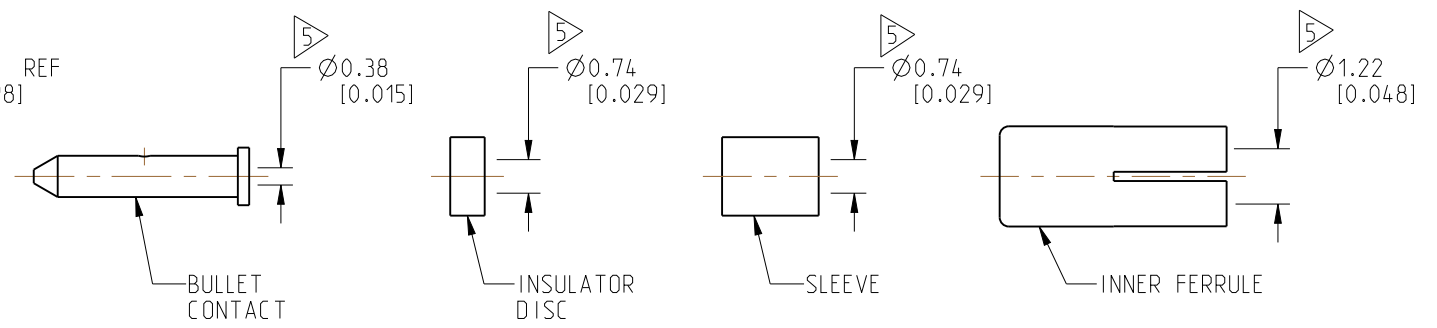 REF
8]
5
Ø0.38
[0.015]
5
Ø0.74
[0.029]
5
Ø0.74
[0.029]
5
Ø1.22
[0.048]
BULLET
CONTACT
INSULATOR
DISC
SLEEVE
INNER FERRULE